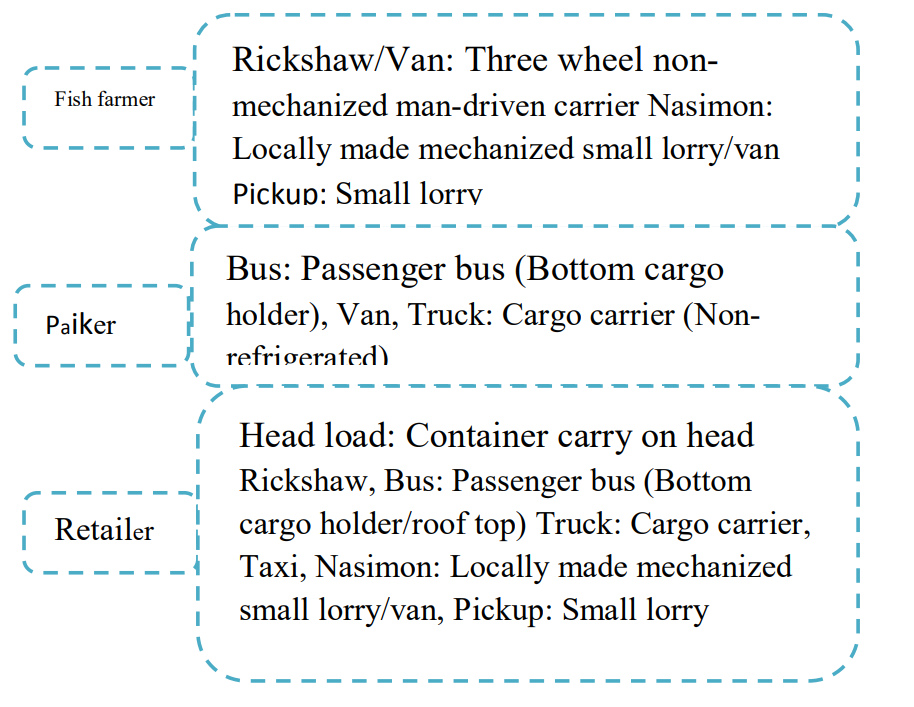 Fish farmer
Rickshaw/Van: Three wheel non-
mechanized man-driven carrier Nasimon:
Locally made mechanized small lorry/van
Pickup: Small lorry
Paiker
Bus: Passenger bus (Bottom cargo
holder), Van, Truck: Cargo carrier (Non-
refrigerated)
Retailer
Head load: Container carry on head
Rickshaw, Bus: Passenger bus (Bottom
cargo holder/roof top) Truck: Cargo carrier,
Taxi, Nasimon: Locally made mechanized
small lorry/van, Pickup: Small lorry